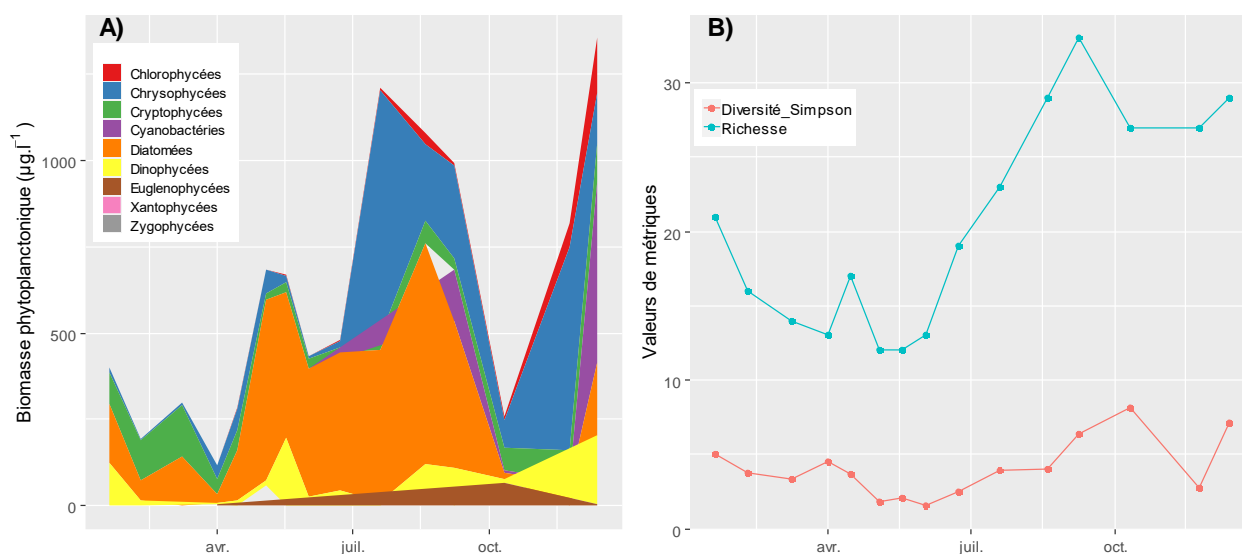 A)
Biomasse phytoplanctonique (µg.l⁻¹ )
1000
500
0
Chlorophycées
Chrysophycées
Cryptophycées
Cyanobactéries
Diatomées
Dinophycées
Euglenophycées
Xantophycées
Zygophycées
avr.
juil.
oct.
B)
Valeurs de métriques
30
20
10
0
Diversité_Simpson
Richesse
avr.
juil.
oct.